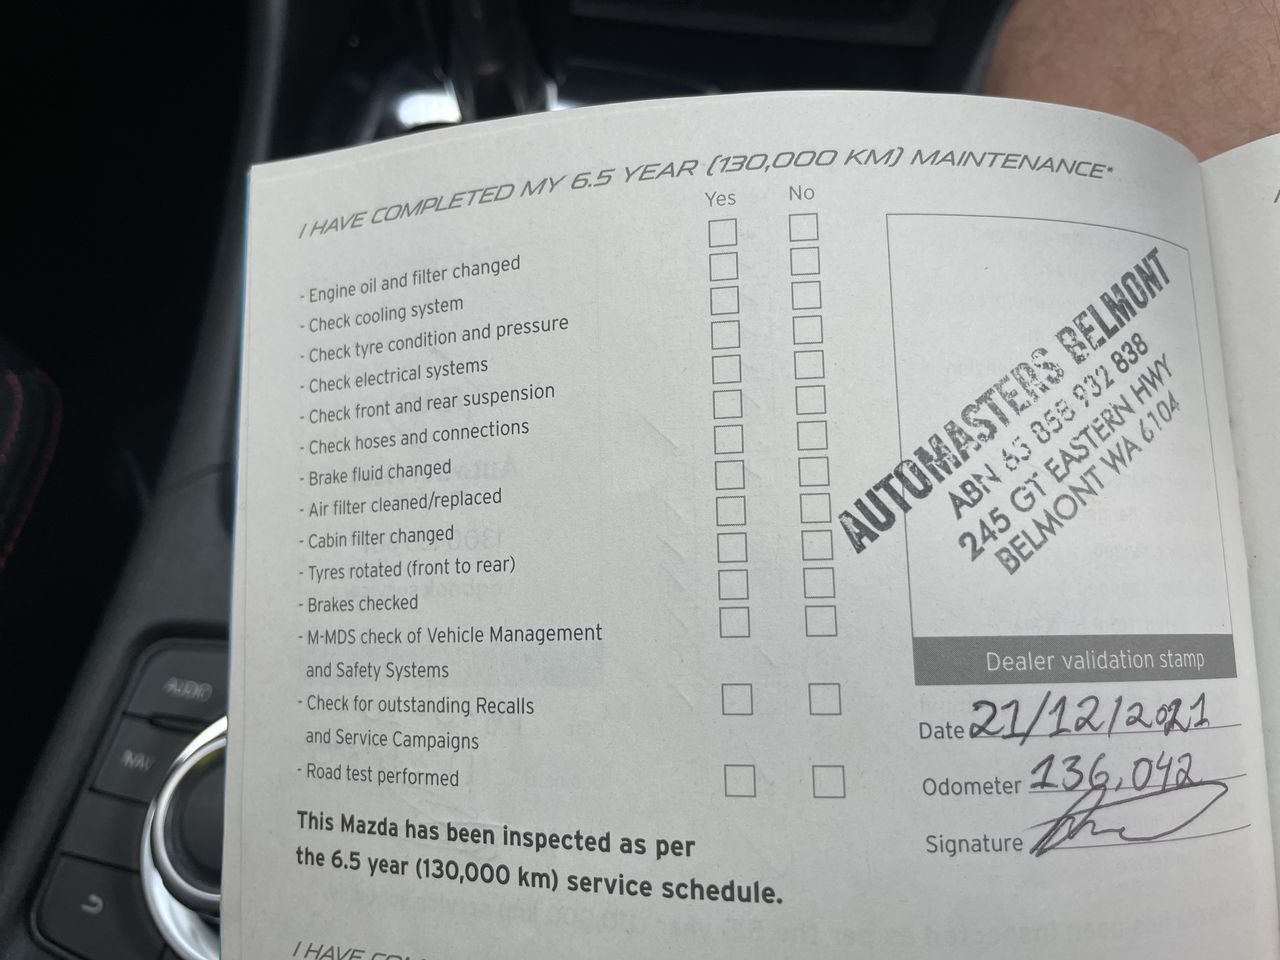 I HAVE COMPLETED MY 6.5 YEAR (130,000 KM) MAINTENANCE*
Yes No
- Engine oil and filter changed
- Check cooling system
- Check tyre condition and pressure
- Check electrical systems
- Check front and rear suspension
- Check hoses and connections
- Brake fluid changed
- Air filter cleaned/replaced
- Cabin filter changed
- Tyres rotated (front to rear)
- Brakes checked
- M-MDS check of Vehicle Management
and Safety Systems
- Check for outstanding Recalls
and Service Campaigns
- Road test performed
This Mazda has been inspected as per
the 6.5 year (130,000 km) service schedule.
AUTOMASTERS BELMONT
ABN 65 858 932 838
245 GT EASTERN HWY
BELMONT WA 6104
Dealer validation stamp
Date 21/12/2021
Odometer 136,042
Signature
I HAVE COM
AUDIO
NAV